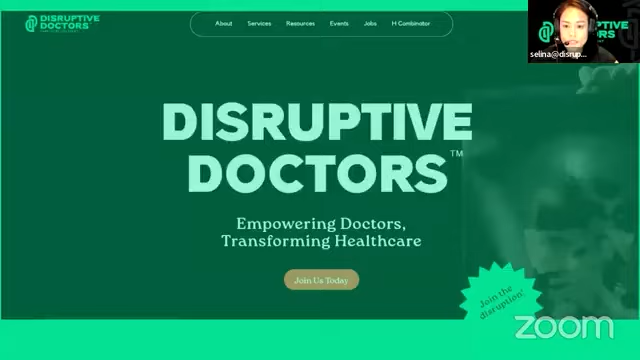 DISRUPTIVE
DOCTORS
About
Services
Resources
Events
Jobs
H Combinator
selina@disrup...
DISRUPTIVE
DOCTORS™
Empowering Doctors,
Transforming Healthcare
Join Us Today
Join the
disruption!
zoom